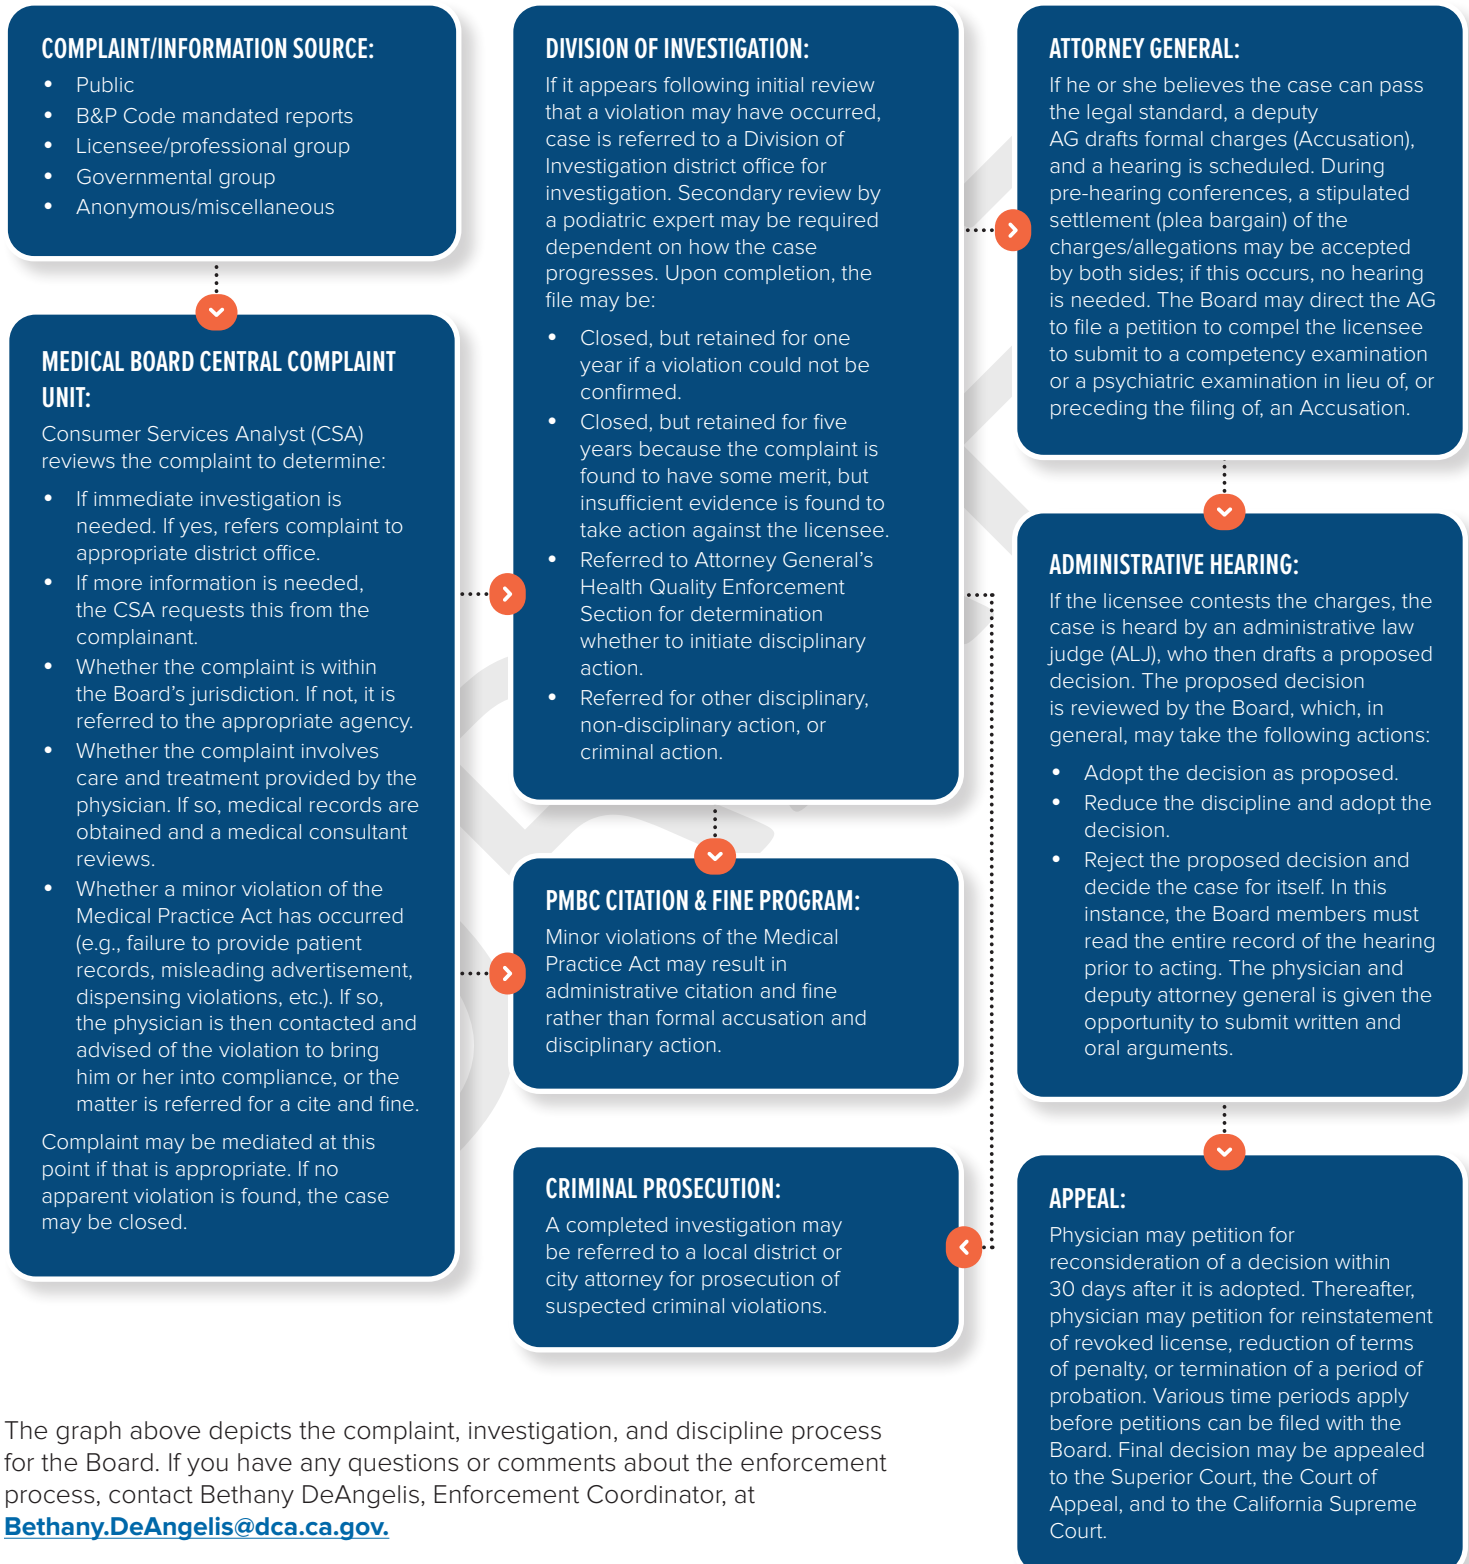 COMPLAINT/INFORMATION SOURCE:
• Public
• B&P Code mandated reports
• Licensee/professional group
• Governmental group
• Anonymous/miscellaneous
MEDICAL BOARD CENTRAL COMPLAINT
UNIT:
Consumer Services Analyst (CSA)
reviews the complaint to determine:
• If immediate investigation is
needed. If yes, refers complaint to
appropriate district office.
• If more information is needed,
the CSA requests this from the
complainant.
• Whether the complaint is within
the Board's jurisdiction. If not, it is
referred to the appropriate agency.
• Whether the complaint involves
care and treatment provided by the
physician. If so, medical records are
obtained and a medical consultant
reviews.
• Whether a minor violation of the
Medical Practice Act has occurred
(e.g., failure to provide patient
records, misleading advertisement,
dispensing violations, etc.). If so,
the physician is then contacted and
advised of the violation to bring
him or her into compliance, or the
matter is referred for a cite and fine.
Complaint may be mediated at this
point if that is appropriate. If no
apparent violation is found, the case
may be closed.
DIVISION OF INVESTIGATION:
If it appears following initial review
that a violation may have occurred,
case is referred to a Division of
Investigation district office for
investigation. Secondary review by
a podiatric expert may be required
dependent on how the case
progresses. Upon completion, the
file may be:
• Closed, but retained for one
year if a violation could not be
confirmed.
• Closed, but retained for five
years because the complaint is
found to have some merit, but
insufficient evidence is found to
take action against the licensee.
• Referred to Attorney General's
Health Quality Enforcement
Section for determination
whether to initiate disciplinary
action.
• Referred for other disciplinary,
non-disciplinary action, or
criminal action.
PMBC CITATION & FINE PROGRAM:
Minor violations of the Medical
Practice Act may result in
administrative citation and fine
rather than formal accusation and
disciplinary action.
CRIMINAL PROSECUTION:
A completed investigation may
be referred to a local district or
city attorney for prosecution of
suspected criminal violations.
ATTORNEY GENERAL:
If he or she believes the case can pass
the legal standard, a deputy
AG drafts formal charges (Accusation),
and a hearing is scheduled. During
pre-hearing conferences, a stipulated
settlement (plea bargain) of the
charges/allegations may be accepted
by both sides; if this occurs, no hearing
is needed. The Board may direct the AG
to file a petition to compel the licensee
to submit to a competency examination
or a psychiatric examination in lieu of, or
preceding the filing of, an Accusation.
ADMINISTRATIVE HEARING:
If the licensee contests the charges, the
case is heard by an administrative law
judge (ALJ), who then drafts a proposed
decision. The proposed decision
is reviewed by the Board, which, in
general, may take the following actions:
• Adopt the decision as proposed.
• Reduce the discipline and adopt the
decision.
• Reject the proposed decision and
decide the case for itself. In this
instance, the Board members must
read the entire record of the hearing
prior to acting. The physician and
deputy attorney general is given the
opportunity to submit written and
oral arguments.
APPEAL:
Physician may petition for
reconsideration of a decision within
30 days after it is adopted. Thereafter,
physician may petition for reinstatement
of revoked license, reduction of terms
of penalty, or termination of a period of
probation. Various time periods apply
before petitions can be filed with the
Board. Final decision may be appealed
to the Superior Court, the Court of
Appeal, and to the California Supreme
Court.
The graph above depicts the complaint, investigation, and discipline process
for the Board. If you have any questions or comments about the enforcement
process, contact Bethany DeAngelis, Enforcement Coordinator, at
Bethany.DeAngelis@dca.ca.gov.